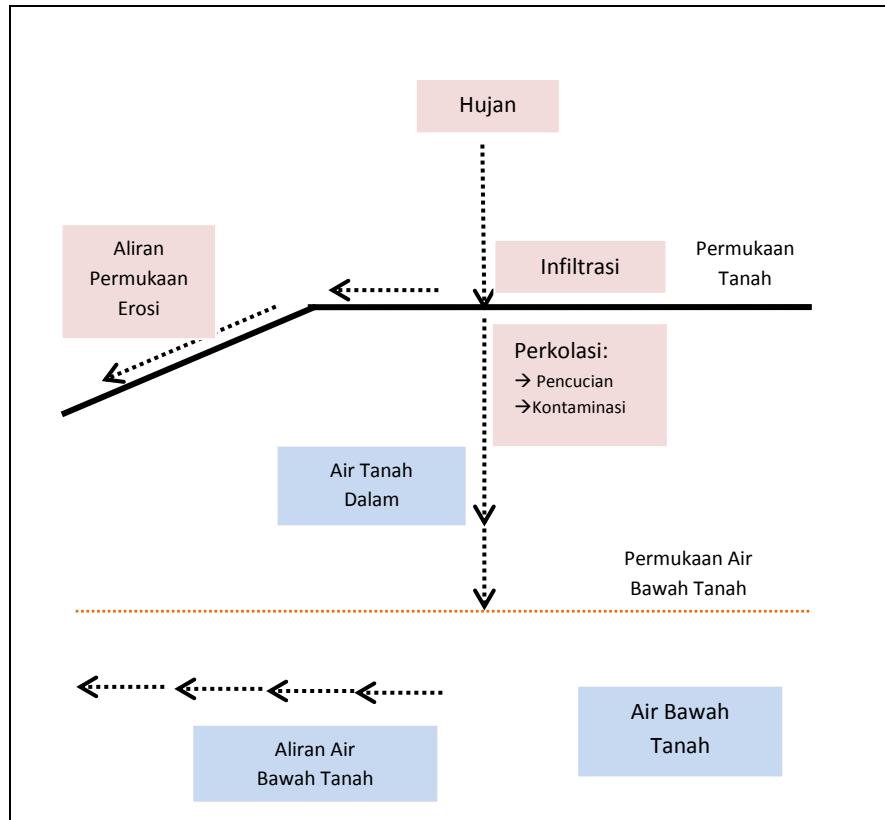 Hujan
Aliran
Permukaan
Erosi
Infiltrasi
Permukaan
Tanah
Perkolasi:
→ Pencucian
→Kontaminasi
Air Tanah
Dalam
Permukaan Air
Bawah Tanah
Aliran Air
Bawah Tanah
Air Bawah
Tanah